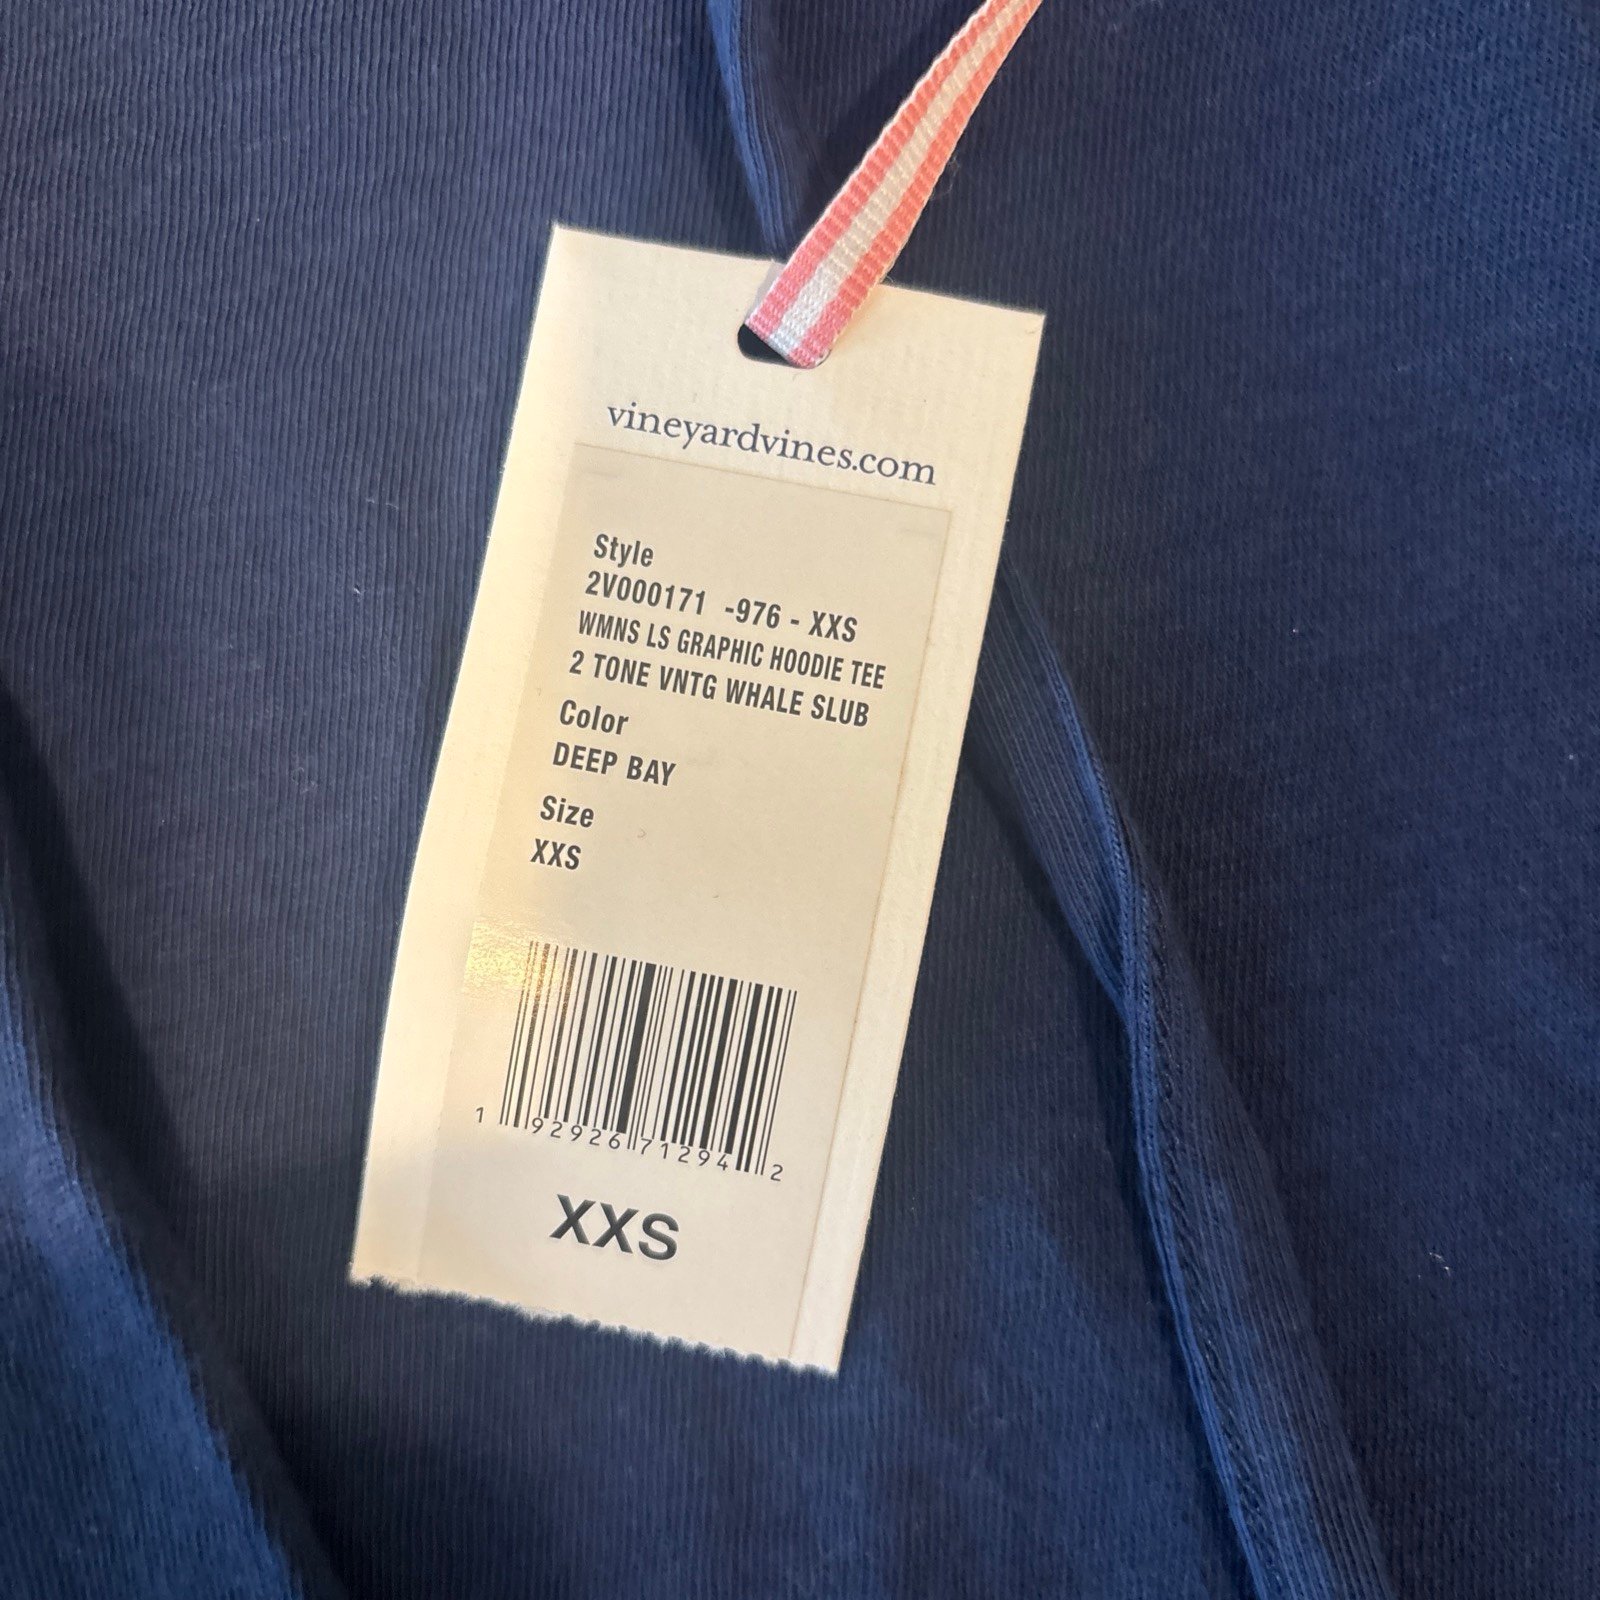 vineyardvines.com
Style
2V000171 -976 - XXS
WMNS LS GRAPHIC HOODIE TEE
2 TONE VNTG WHALE SLUB
Color
DEEP BAY
Size
XXS
1 92926 71294 2
XXS